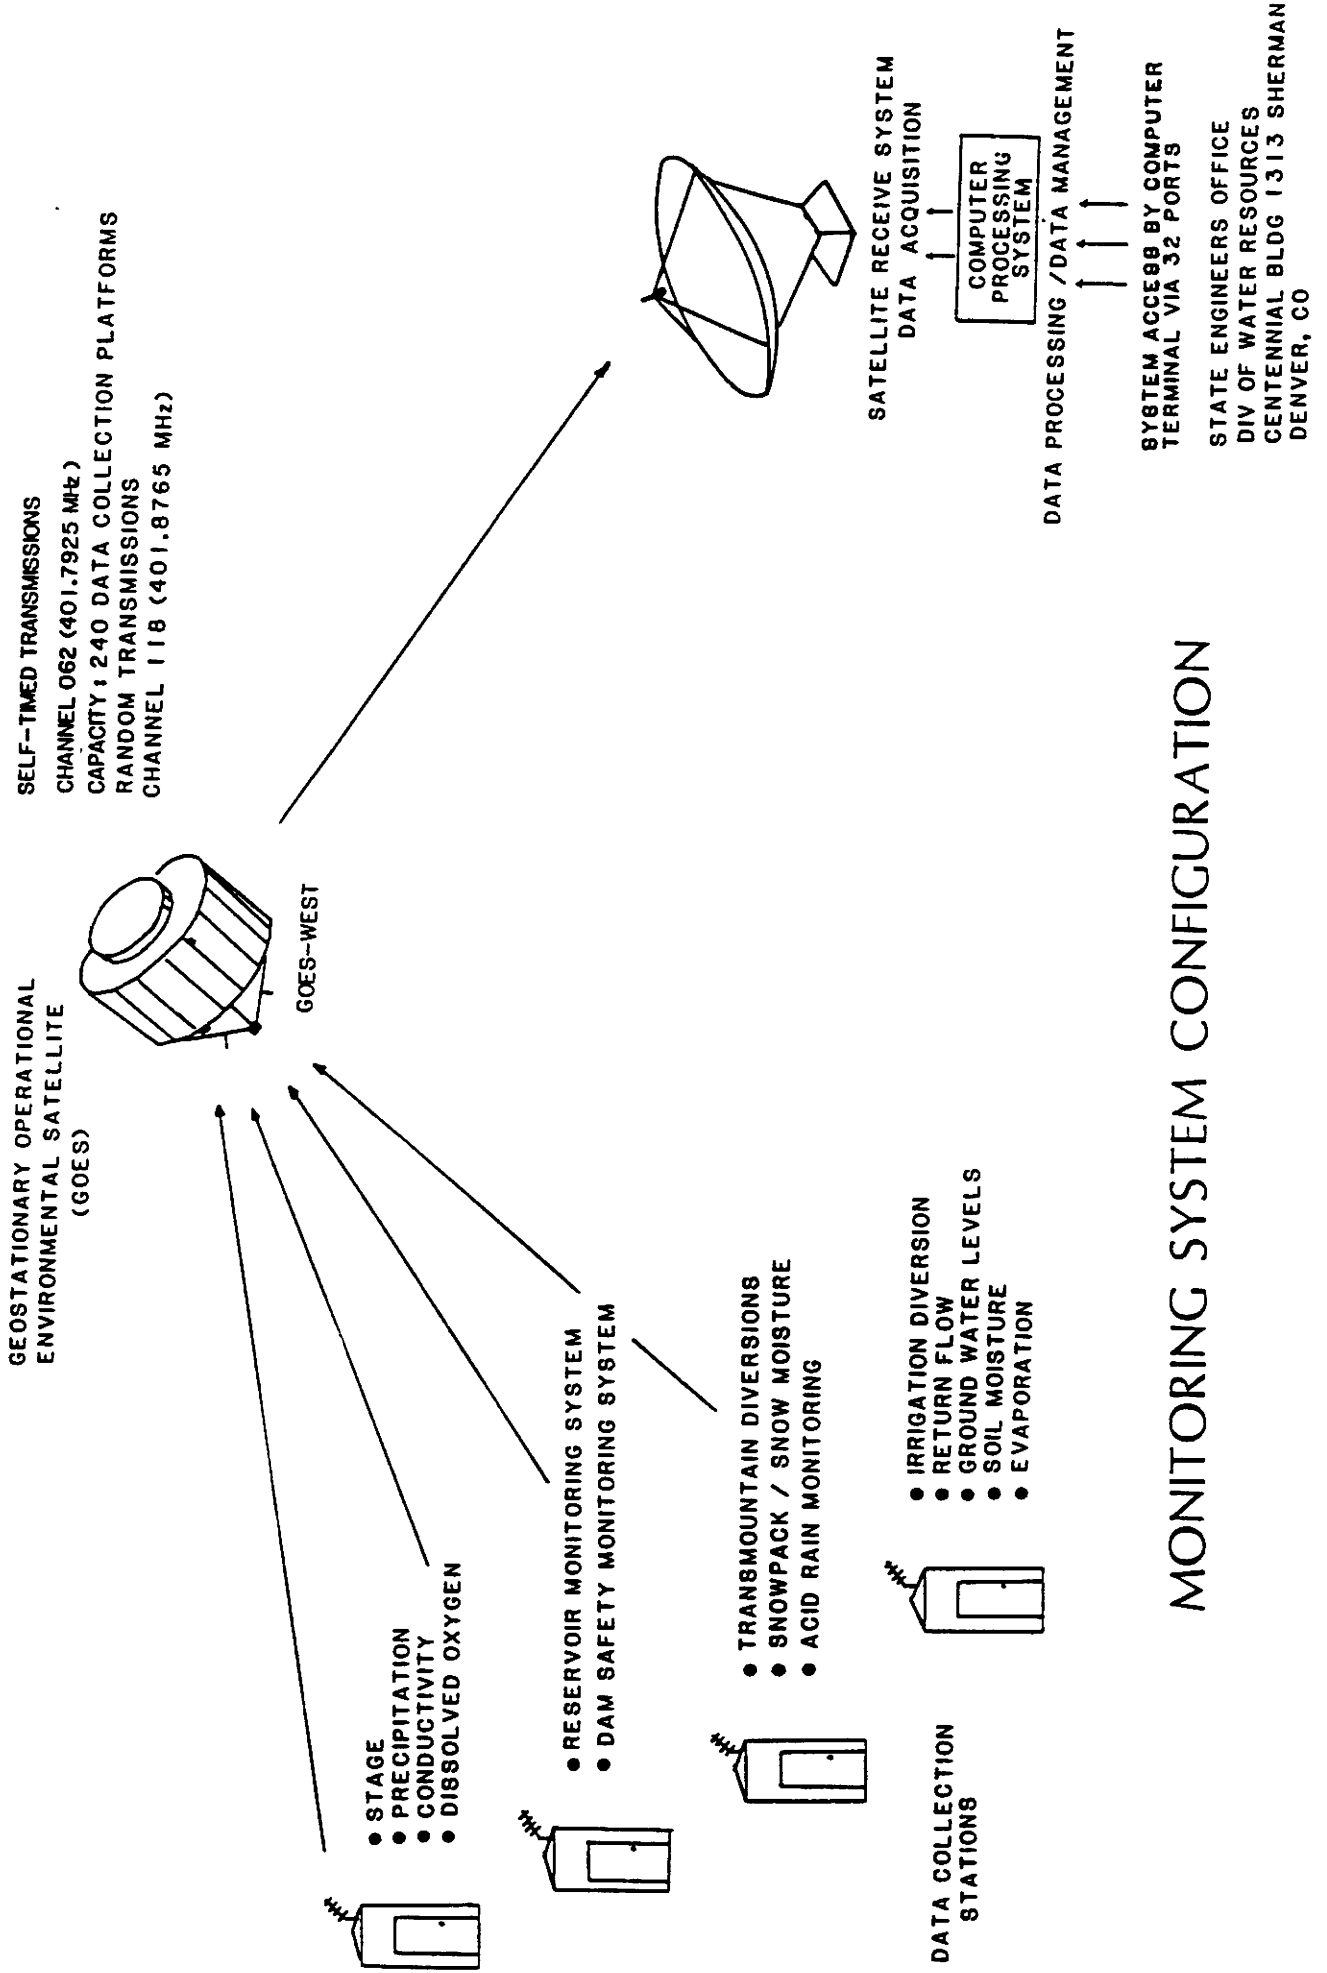 GEOSTATIONARY OPERATIONAL
ENVIRONMENTAL SATELLITE
(GOES)
SELF-TIMED TRANSMISSIONS
CHANNEL 062 (401.7925 MHz)
CAPACITY: 240 DATA COLLECTION PLATFORMS
RANDOM TRANSMISSIONS
CHANNEL 118 (401.8765 MHz)
GOES-WEST
• STAGE
• PRECIPITATION
• CONDUCTIVITY
• DISSOLVED OXYGEN
• RESERVOIR MONITORING SYSTEM
• DAM SAFETY MONITORING SYSTEM
• TRANSMOUNTAIN DIVERSIONS
• SNOWPACK / SNOW MOISTURE
• ACID RAIN MONITORING
• IRRIGATION DIVERSION
• RETURN FLOW
• GROUND WATER LEVELS
• SOIL MOISTURE
• EVAPORATION
DATA COLLECTION
STATIONS
SATELLITE RECEIVE SYSTEM
DATA ACQUISITION
COMPUTER
PROCESSING
SYSTEM
DATA PROCESSING /DATA MANAGEMENT
SYSTEM ACCESS BY COMPUTER
TERMINAL VIA 32 PORTS
STATE ENGINEERS OFFICE
DIV OF WATER RESOURCES
CENTENNIAL BLDG 1313 SHERMAN
DENVER, CO
MONITORING SYSTEM CONFIGURATION